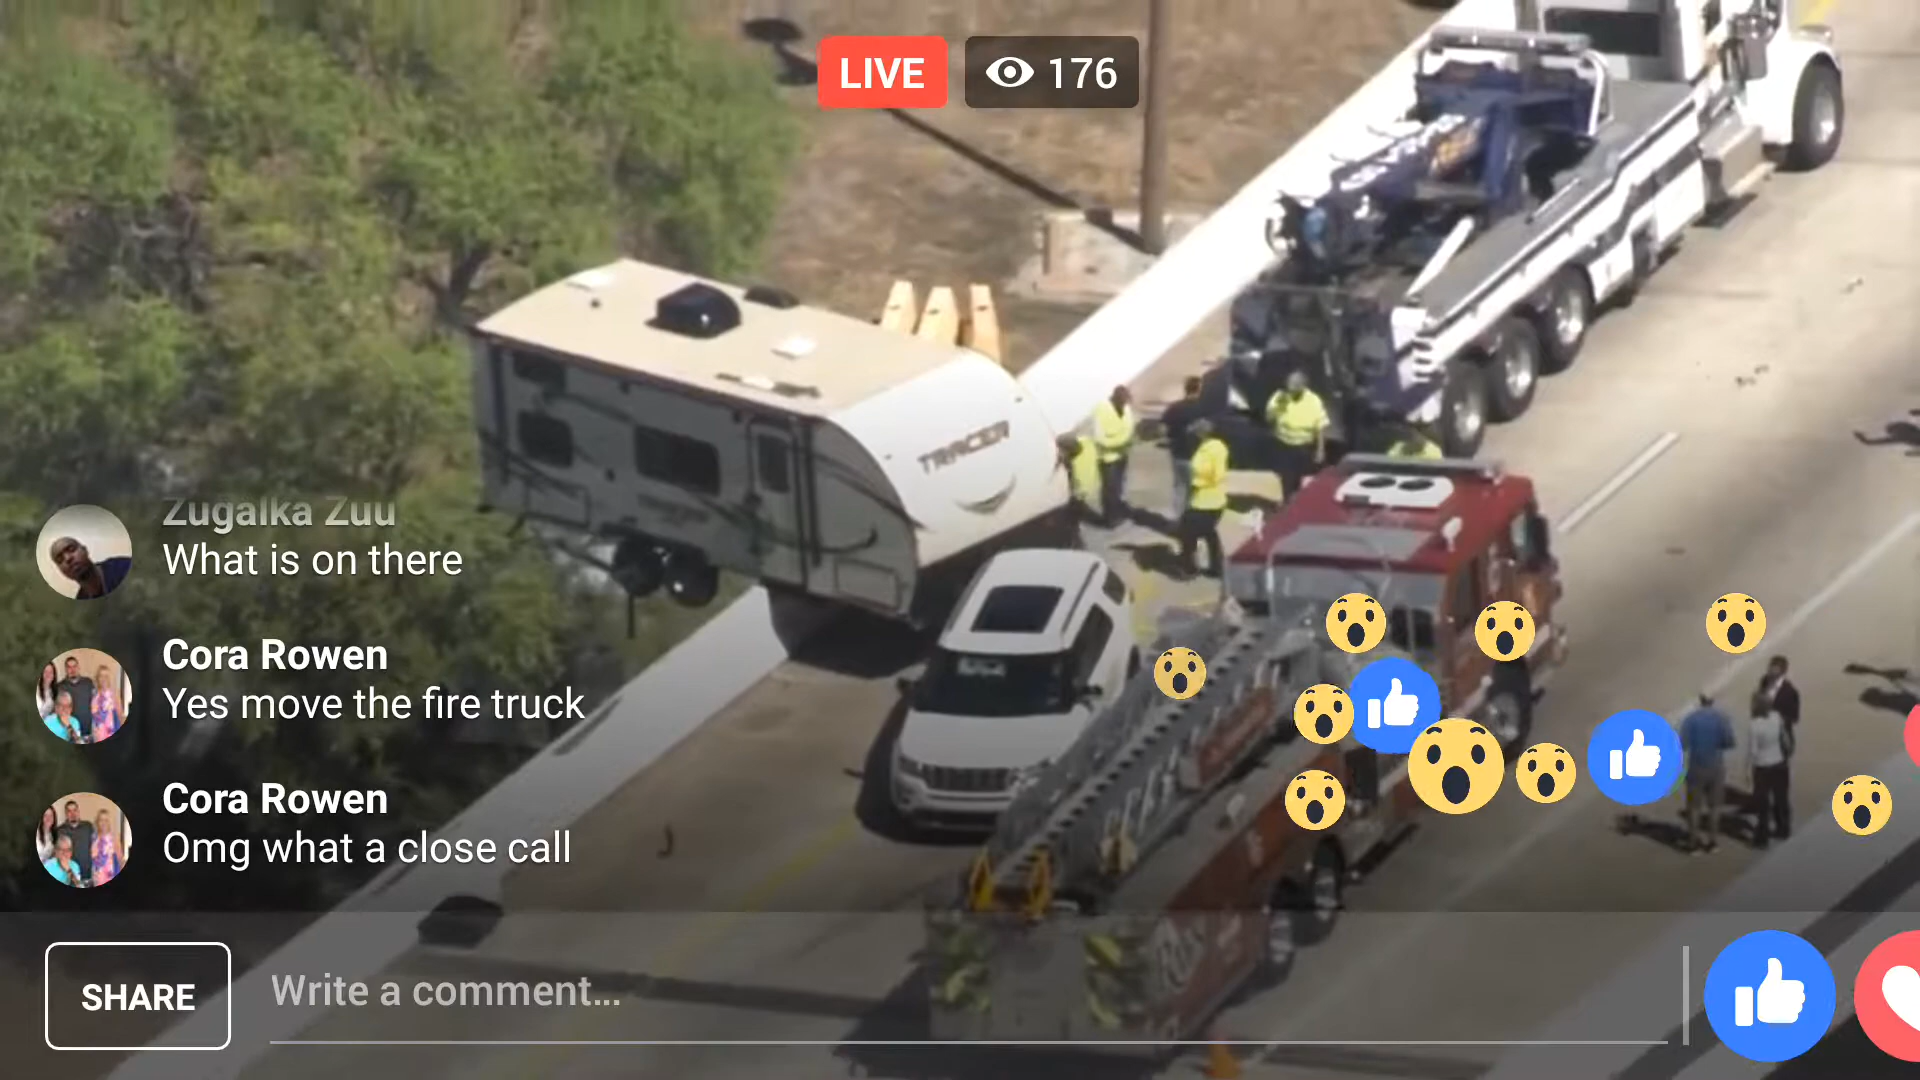 LIVE 176
TRACER
Zugalka Zuu
What is on there
Cora Rowen
Yes move the fire truck
Cora Rowen
Omg what a close call
SHARE
Write a comment...